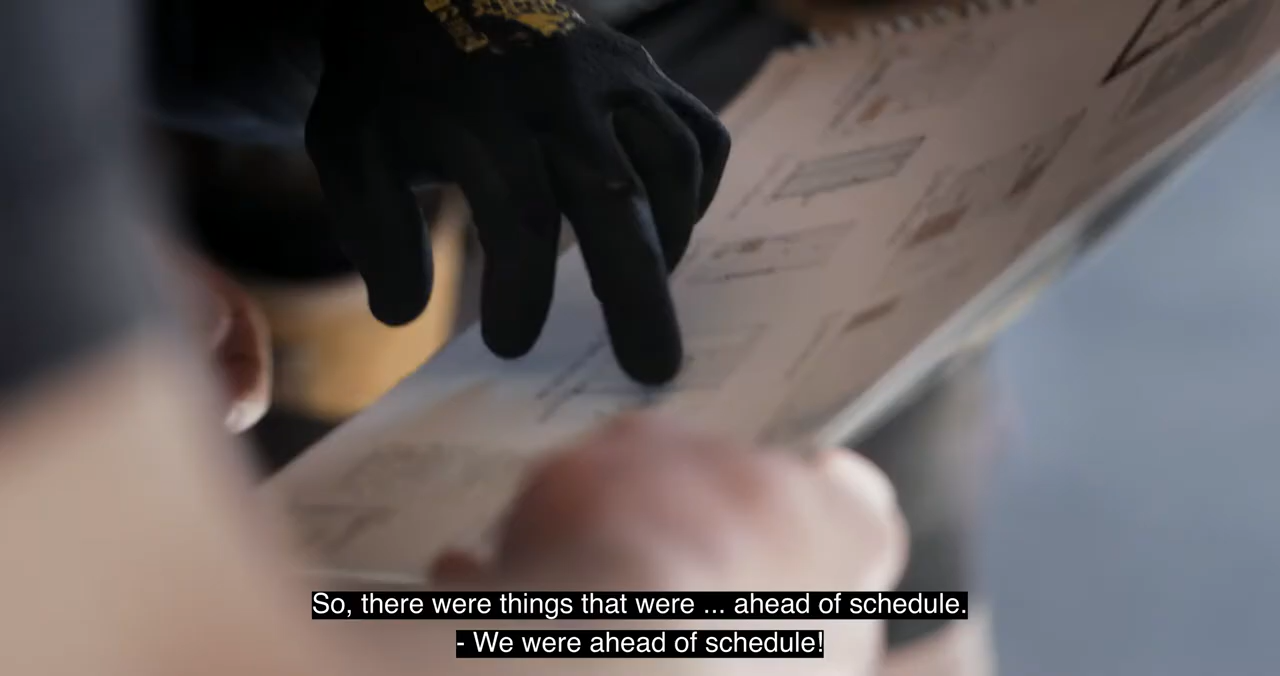 So, there were things that were ... ahead of schedule.
- We were ahead of schedule!